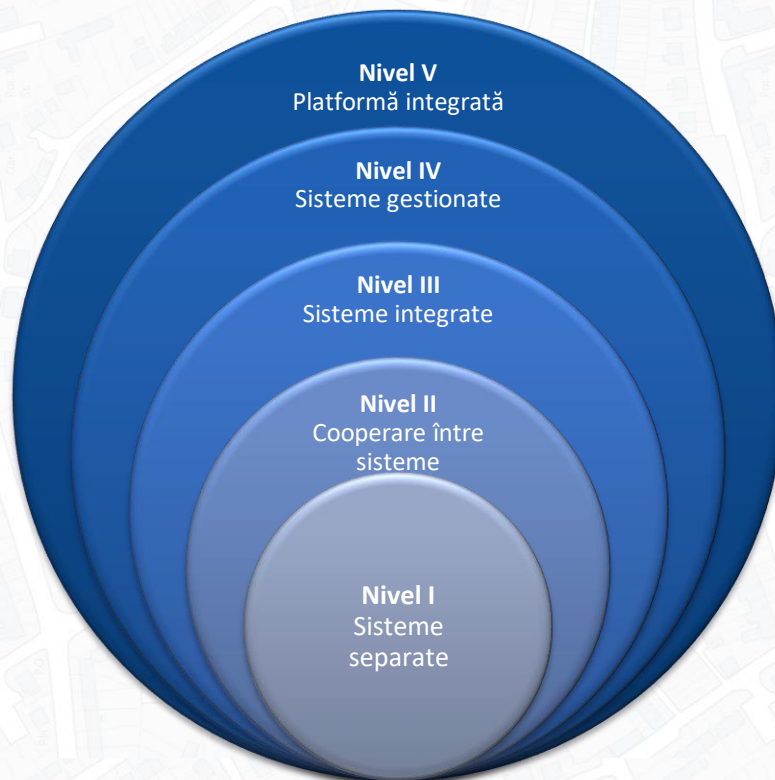 Nivel V
Platformă integrată
Nivel IV
Sisteme gestionate
Nivel III
Sisteme integrate
Nivel II
Cooperare între
sisteme
Nivel I
Sisteme
separate